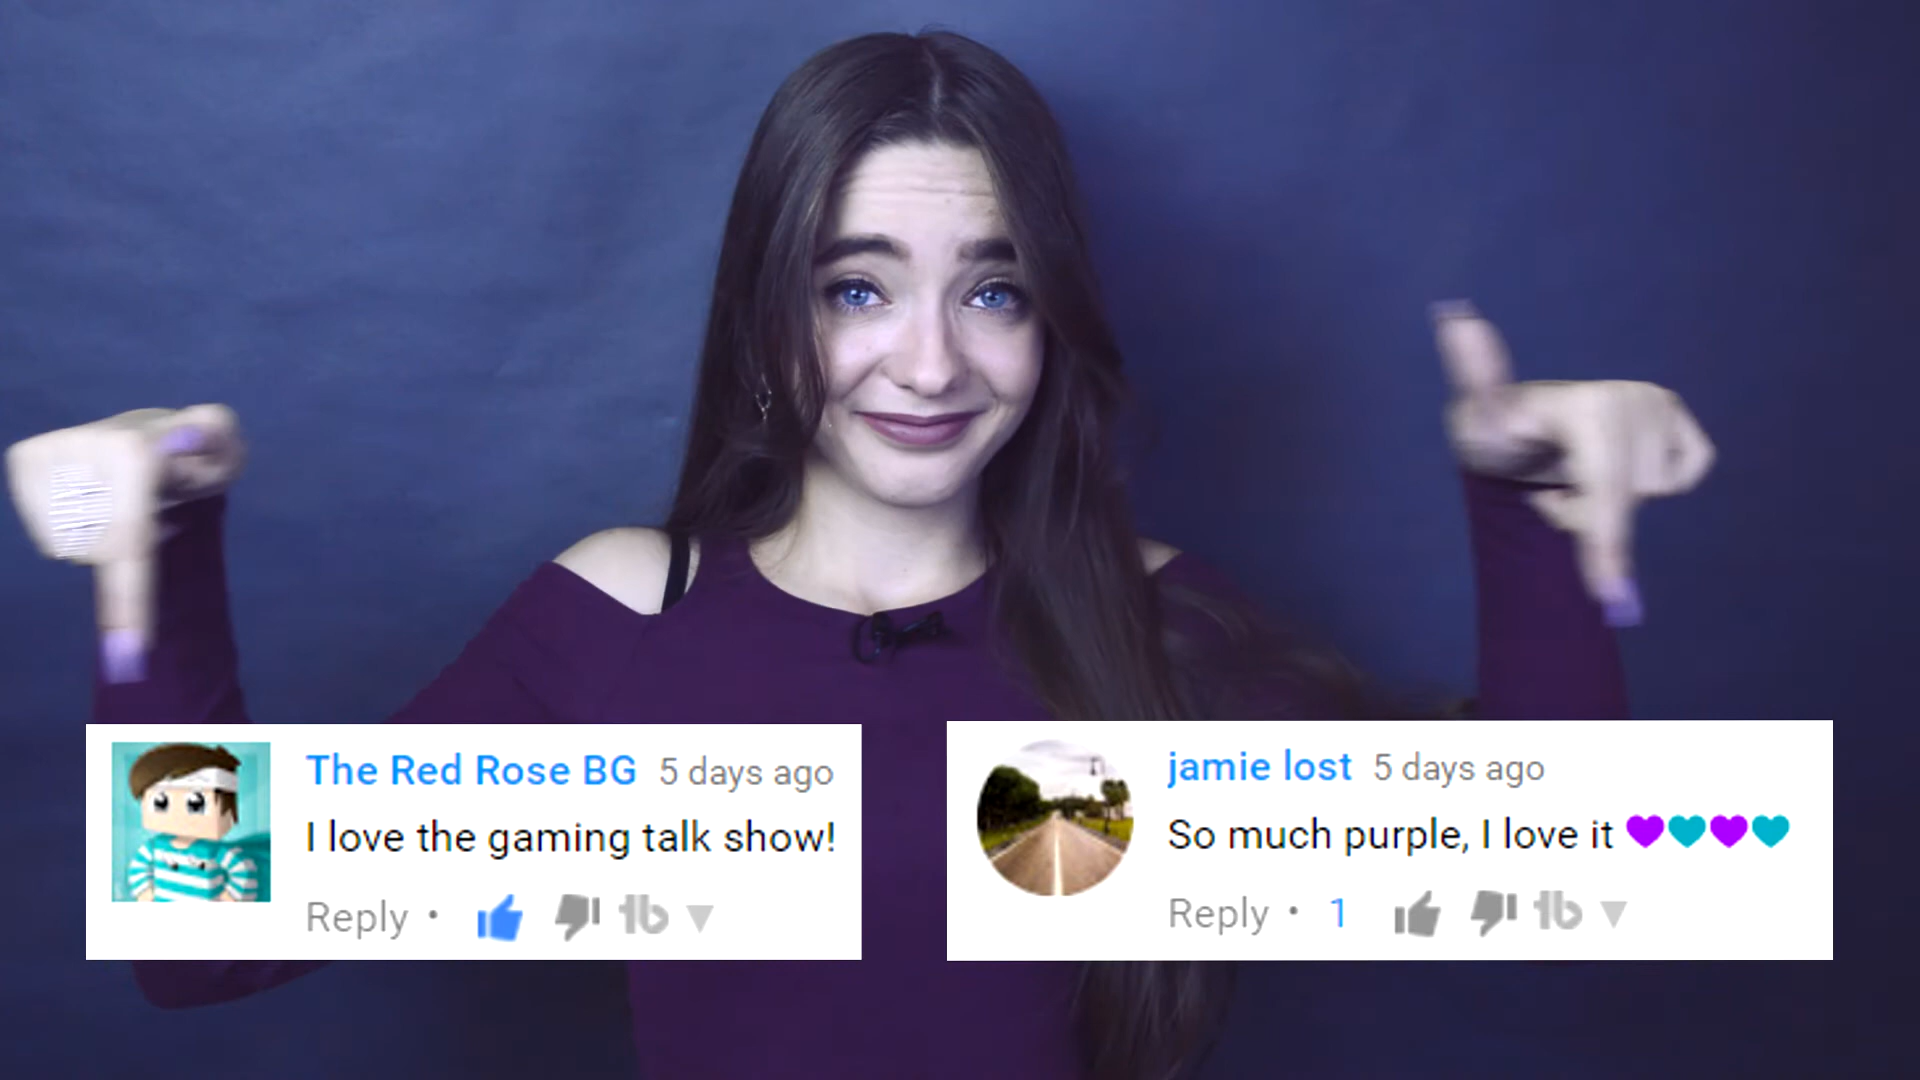 The Red Rose BG 5 days ago
I love the gaming talk show!
Reply •
jamie lost 5 days ago
So much purple, I love it 💜💙💜💙
Reply • 1